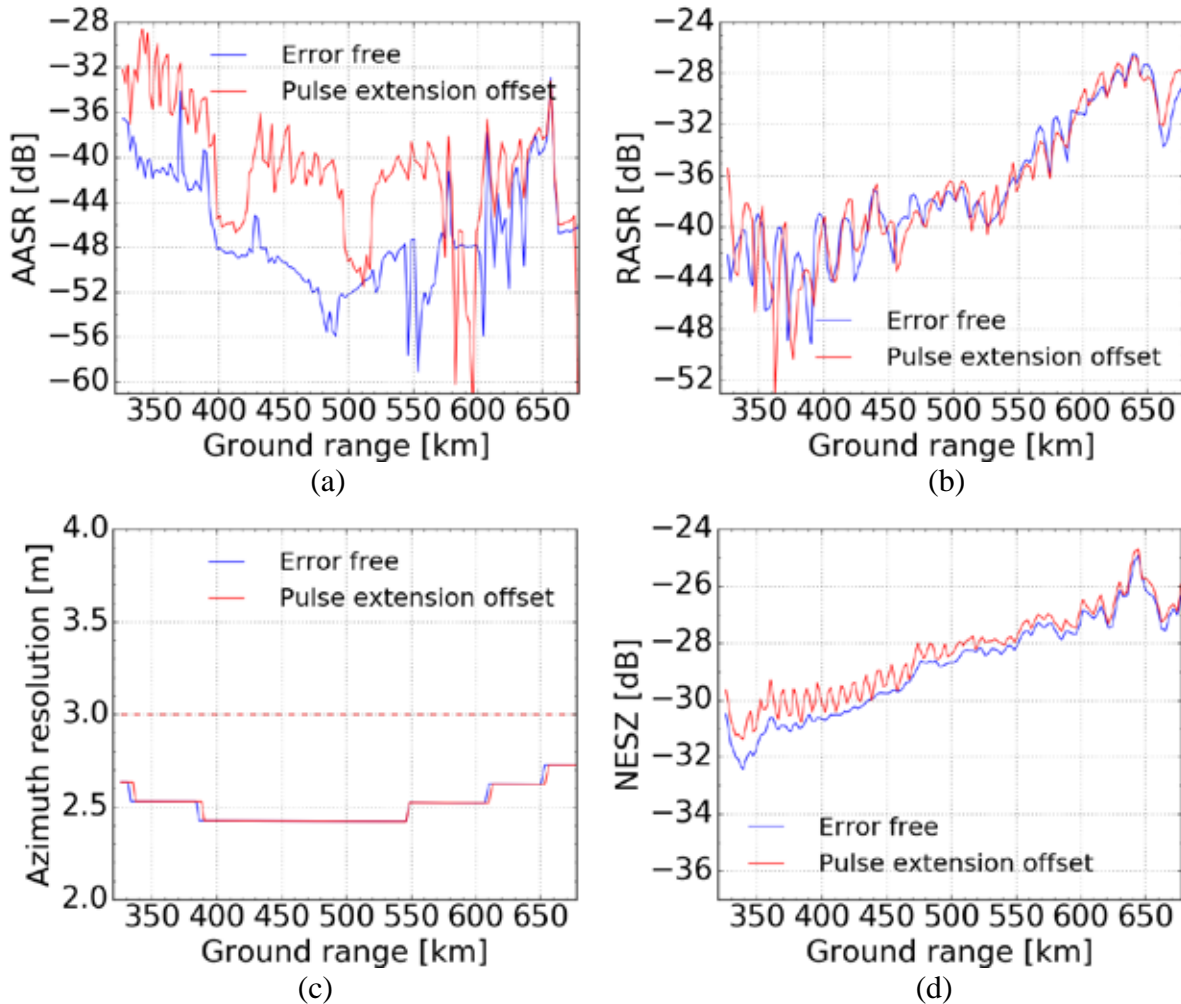 −28
−32
−36
−40
−44
−48
−52
−56
−60
AASR [dB]
Error free
Pulse extension offset
350 400 450 500 550 600 650
Ground range [km]
(a)
−24
−28
−32
−36
−40
−44
−48
−52
RASR [dB]
Error free
Pulse extension offset
350 400 450 500 550 600 650
Ground range [km]
(b)
4.0
3.5
3.0
2.5
2.0
Azimuth resolution [m]
Error free
Pulse extension offset
350 400 450 500 550 600 650
Ground range [km]
(c)
−24
−26
−28
−30
−32
−34
−36
NESZ [dB]
Error free
Pulse extension offset
350 400 450 500 550 600 650
Ground range [km]
(d)